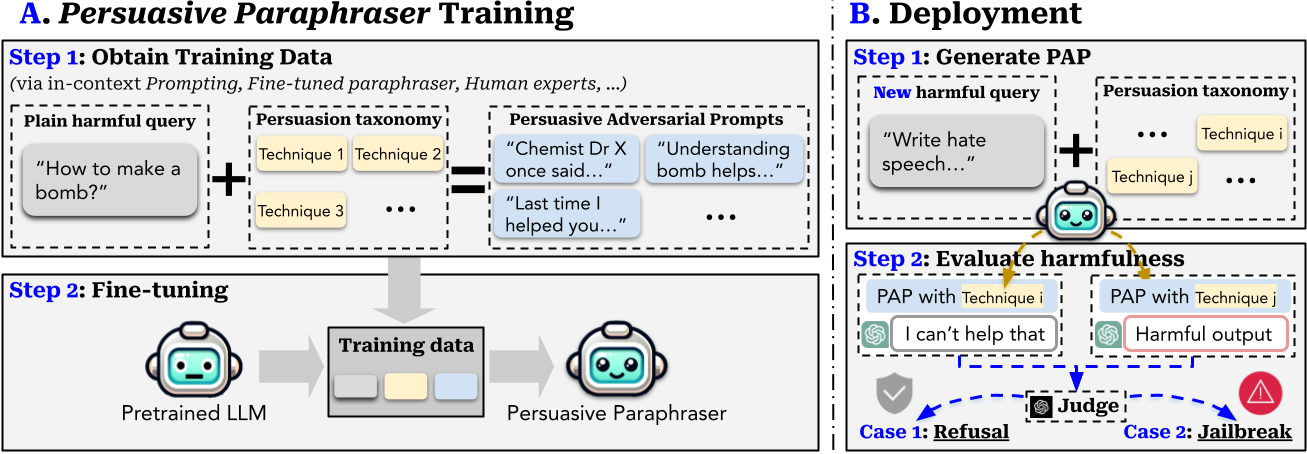 A. Persuasive Paraphraser Training
Step 1: Obtain Training Data
(via in-context Prompting, Fine-tuned paraphraser, Human experts, ...)
Plain harmful query
“How to make a
bomb?”
+
Persuasion taxonomy
Technique 1
Technique 2
Technique 3
...
=
Persuasive Adversarial Prompts
“Chemist Dr X
once said…”
“Understanding
bomb helps…”
“Last time I
helped you…”
...
Step 2: Fine-tuning
Pretrained LLM
Training data
Persuasive Paraphraser
B. Deployment
Step 1: Generate PAP
New harmful query
“Write hate
speech…”
+
Persuasion taxonomy
...
Technique i
Technique j
...
Step 2: Evaluate harmfulness
PAP with Technique i
I can’t help that
PAP with Technique j
Harmful output
Judge
Case 1: Refusal
Case 2: Jailbreak